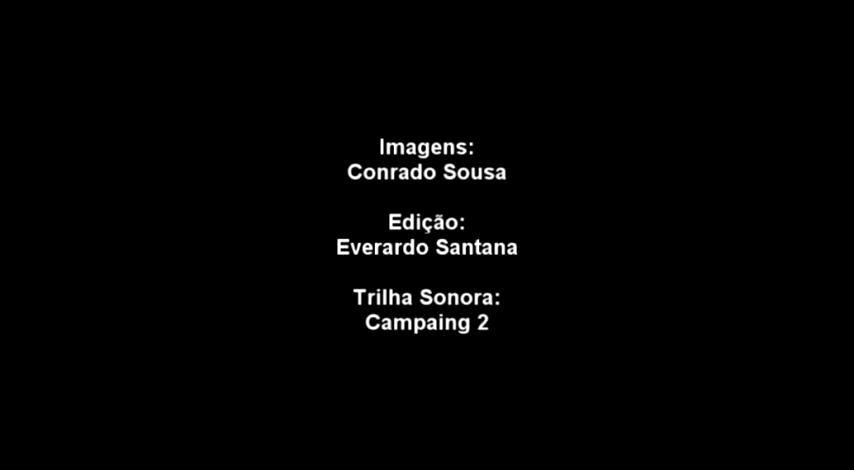 Imagens:
Conrado Sousa
Edição:
Everardo Santana
Trilha Sonora:
Campaing 2